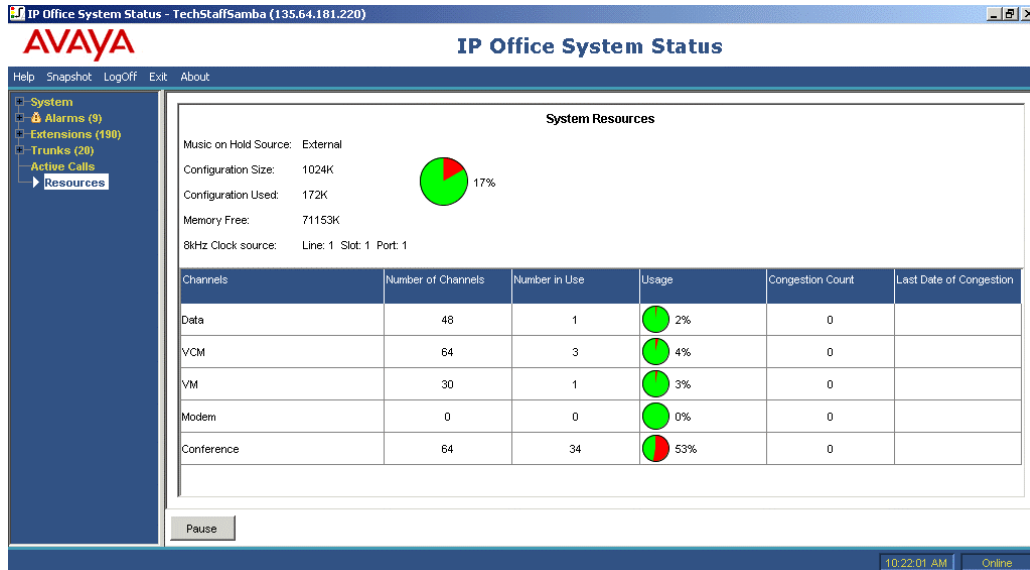 IP Office System Status - TechStaffSamba (135.64.181.220)
AVAYA
IP Office System Status
Help Snapshot LogOff Exit About
System
Alarms (9)
Extensions (190)
Trunks (20)
Active Calls
Resources
System Resources
Music on Hold Source: External
Configuration Size: 1024K
17%
Configuration Used: 172K
Memory Free: 71153K
8kHz Clock source: Line: 1 Slot: 1 Port: 1
Channels Number of Channels Number in Use Usage Congestion Count Last Date of Congestion
Data 48 1 2% 0
VCM 64 3 4% 0
VM 30 1 3% 0
Modem 0 0 0% 0
Conference 64 34 53% 0
Pause
10:22:01 AM Online